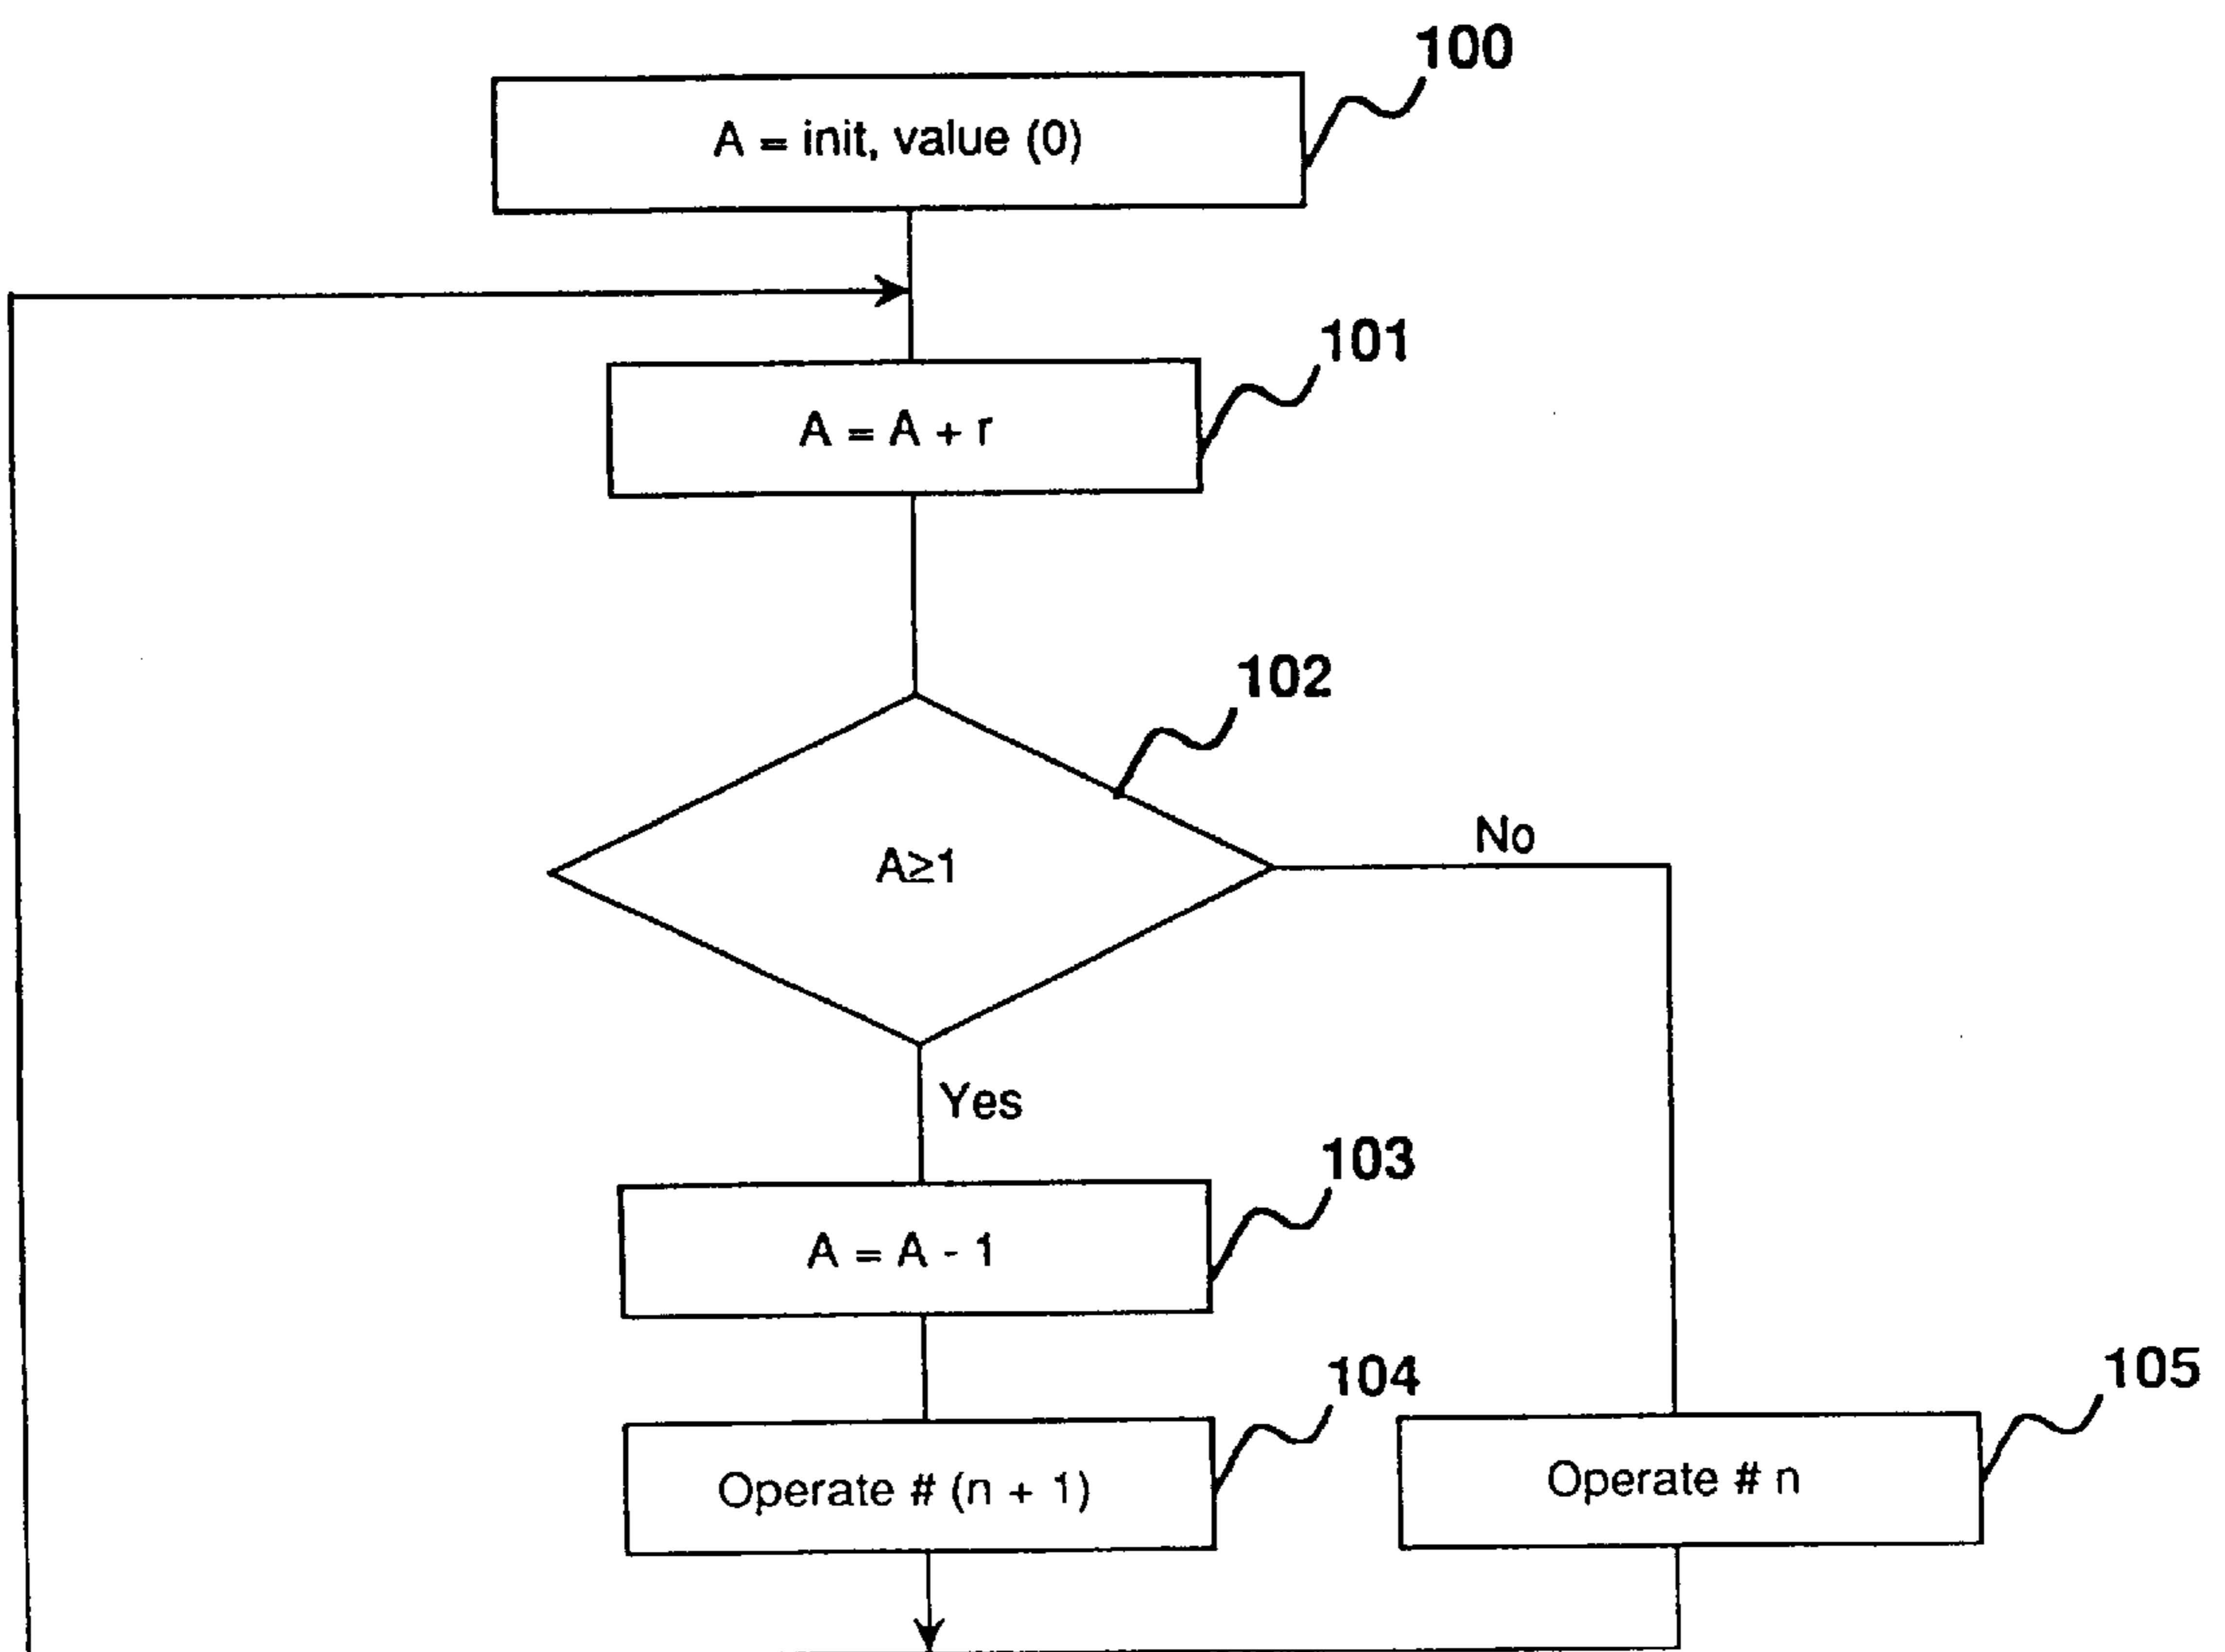 100
A = init, value (0)
101
A = A + r
102
A≥1
No
Yes
103
A = A - 1
104
Operate # (n + 1)
105
Operate # n